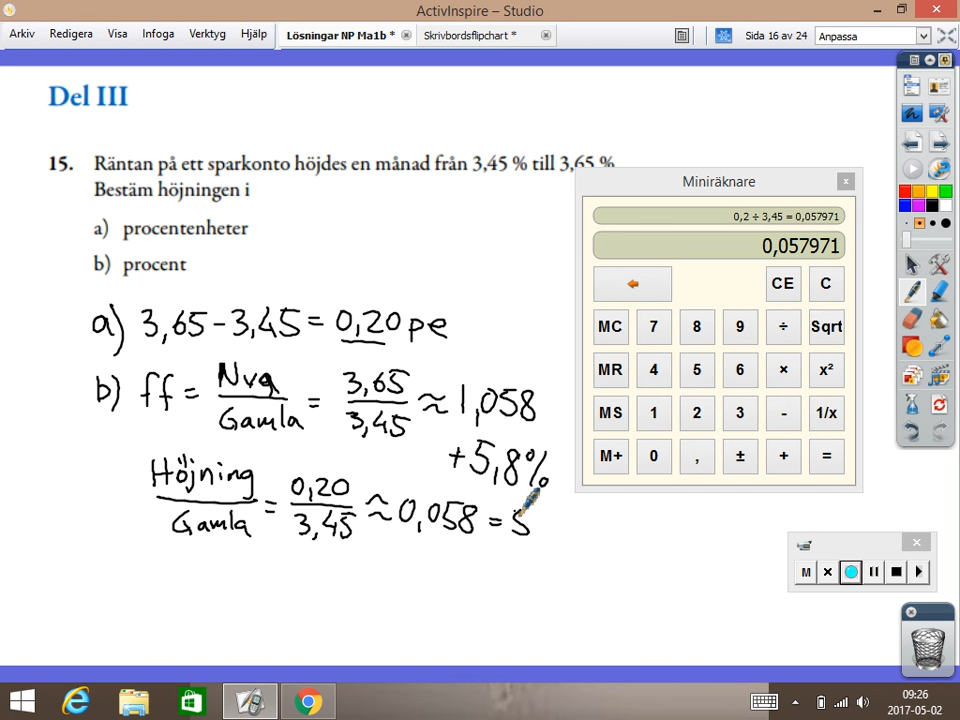 ActivInspire – Studio
Arkiv Redigera Visa Infoga Verktyg Hjälp
Lösningar NP Ma1b * Skrivbordsflipchart * Sida 16 av 24 Anpassa
Del III
15. Räntan på ett sparkonto höjdes en månad från 3,45 % till 3,65 %.
Bestäm höjningen i
a) procentenheter
b) procent
a) 3,65 - 3,45 = 0,20 pe
b) ff = Nya/Gamla = 3,65/3,45 ≈ 1,058
+5,8%
Höjning/Gamla = 0,20/3,45 ≈ 0,058 = 5
Miniräknare x
0,2 ÷ 3,45 = 0,057971
0,057971
CE C
MC 7 8 9 ÷ Sqrt
MR 4 5 6 × x²
MS 1 2 3 - 1/x
M+ 0 , ± + =
M
09:26
2017-05-02